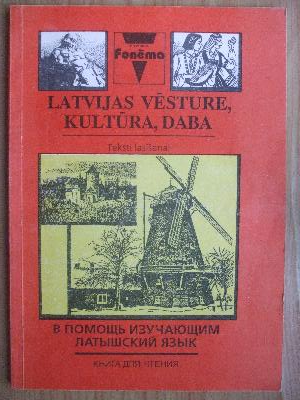 Fonēma
LATVIJAS VĒSTURE,
KULTŪRA, DABA
Teksti lasīšanai
В ПОМОЩЬ ИЗУЧАЮЩИМ
ЛАТЫШСКИЙ ЯЗЫК
КНИГА ДЛЯ ЧТЕНИЯ